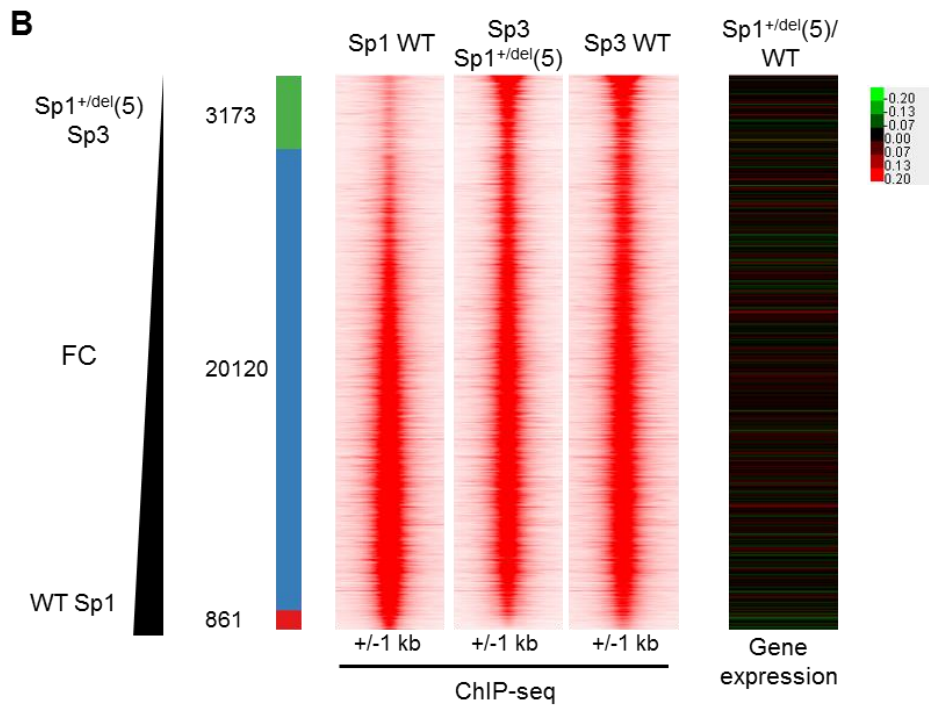 B
Sp1 WT
Sp3
Sp1+/del(5)
Sp3 WT
Sp1+/del(5)/
WT
Sp1+/del(5)
Sp3
FC
WT Sp1
3173
20120
861
-0.20
-0.13
-0.07
0.00
0.07
0.13
0.20
+/-1 kb
+/-1 kb
+/-1 kb
ChIP-seq
Gene
expression